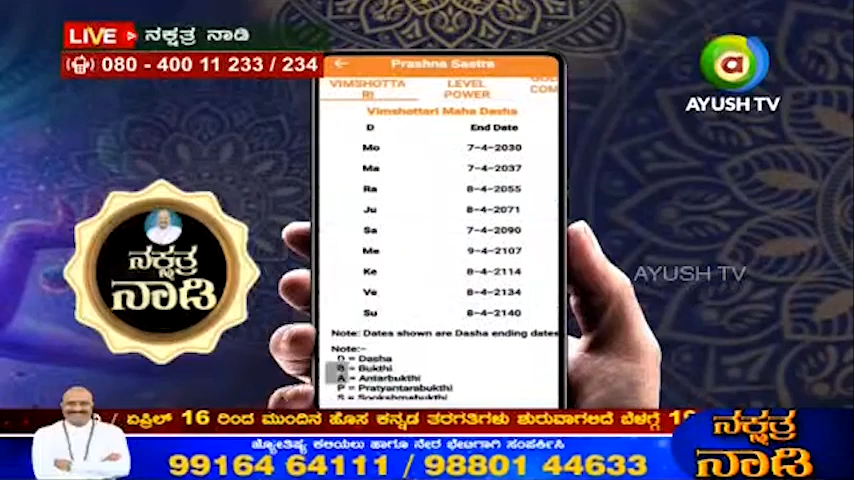 LIVE ನಕ್ಷತ್ರ ನಾಡಿ
080 - 400 11 233 / 234
a
AYUSH TV
Prashna Sastra
VIMSHOTTA
RI
LEVEL
POWER
COM
Vimshottari Maha Dasha
D End Date
Mo 7-4-2030
Ma 7-4-2037
Ra 8-4-2055
Ju 8-4-2071
Sa 7-4-2090
Me 9-4-2107
Ke 8-4-2114
Ve 8-4-2134
Su 8-4-2140
Note: Dates shown are Dasha ending dates
Note:-
D = Dasha
B = Bukthi
A = Antarbukthi
P = Pratyantarabukthi
S = Sookshmabukthi
ನಕ್ಷತ್ರ
ನಾಡಿ
AYUSH TV
/ ಏಪ್ರಿಲ್ 16 ರಿಂದ ಮುಂದಿನ ಹೊಸ ಕನ್ನಡ ತರಗತಿಗಳು ಶುರುವಾಗಲಿದೆ ಬೆಳಗ್ಗೆ
ಜ್ಯೋತಿಷ್ಯ ಕಲಿಯಲು ಹಾಗೂ ನೇರ ಭೇಟಿಗಾಗಿ ಸಂಪರ್ಕಿಸಿ
99164 64111 / 98801 44633
ನಕ್ಷತ್ರ
ನಾಡಿ